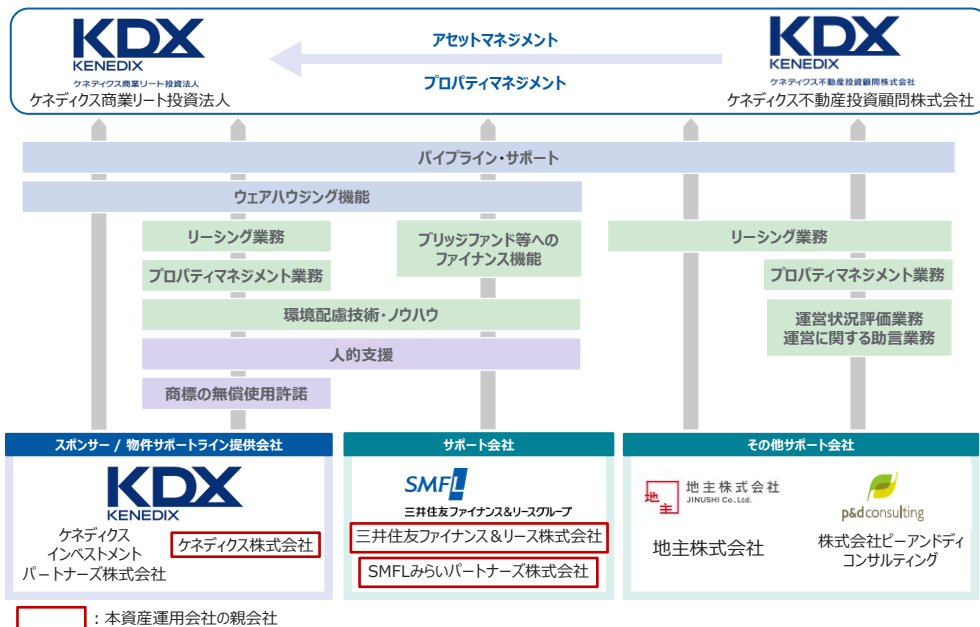 KDX
KENEDIX
ケネディクス商業リート投資法人
ケネディクス商業リート投資法人
アセットマネジメント
プロパティマネジメント
KDX
KENEDIX
ケネディクス不動産投資顧問株式会社
ケネディクス不動産投資顧問株式会社
パイプライン・サポート
ウェアハウジング機能
リーシング業務
ブリッジファンド等への
ファイナンス機能
リーシング業務
プロパティマネジメント業務
プロパティマネジメント業務
環境配慮技術・ノウハウ
運営状況評価業務
運営に関する助言業務
人的支援
商標の無償使用許諾
スポンサー / 物件サポートライン提供会社
KDX
KENEDIX
ケネディクス
インベストメント
パートナーズ株式会社
ケネディクス株式会社
サポート会社
SMFL
三井住友ファイナンス&リースグループ
三井住友ファイナンス&リース株式会社
SMFLみらいパートナーズ株式会社
その他サポート会社
地主
地主株式会社
JINUSHI Co.,Ltd.
地主株式会社
p&dconsulting
株式会社ピーアンドディ
コンサルティング
：本資産運用会社の親会社